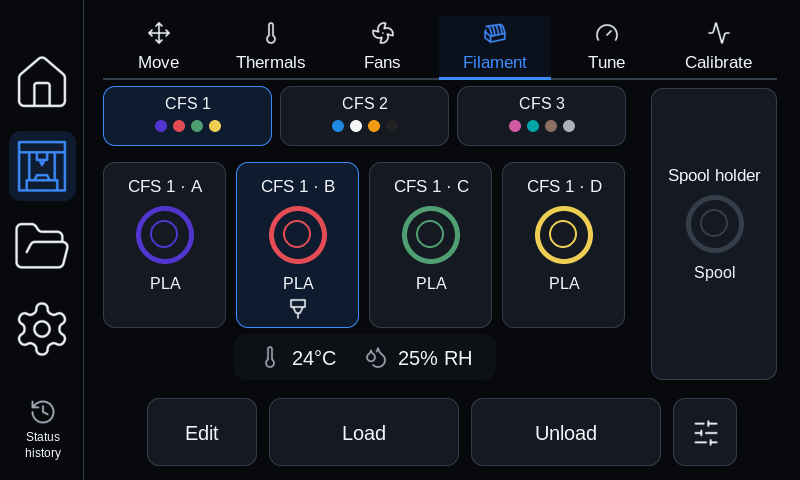 Move
Thermals
Fans
Filament
Tune
Calibrate
CFS 1
CFS 2
CFS 3
CFS 1 · A
CFS 1 · B
CFS 1 · C
CFS 1 · D
PLA
PLA
PLA
PLA
Spool holder
Spool
24°C
25% RH
Edit
Load
Unload
Status
history